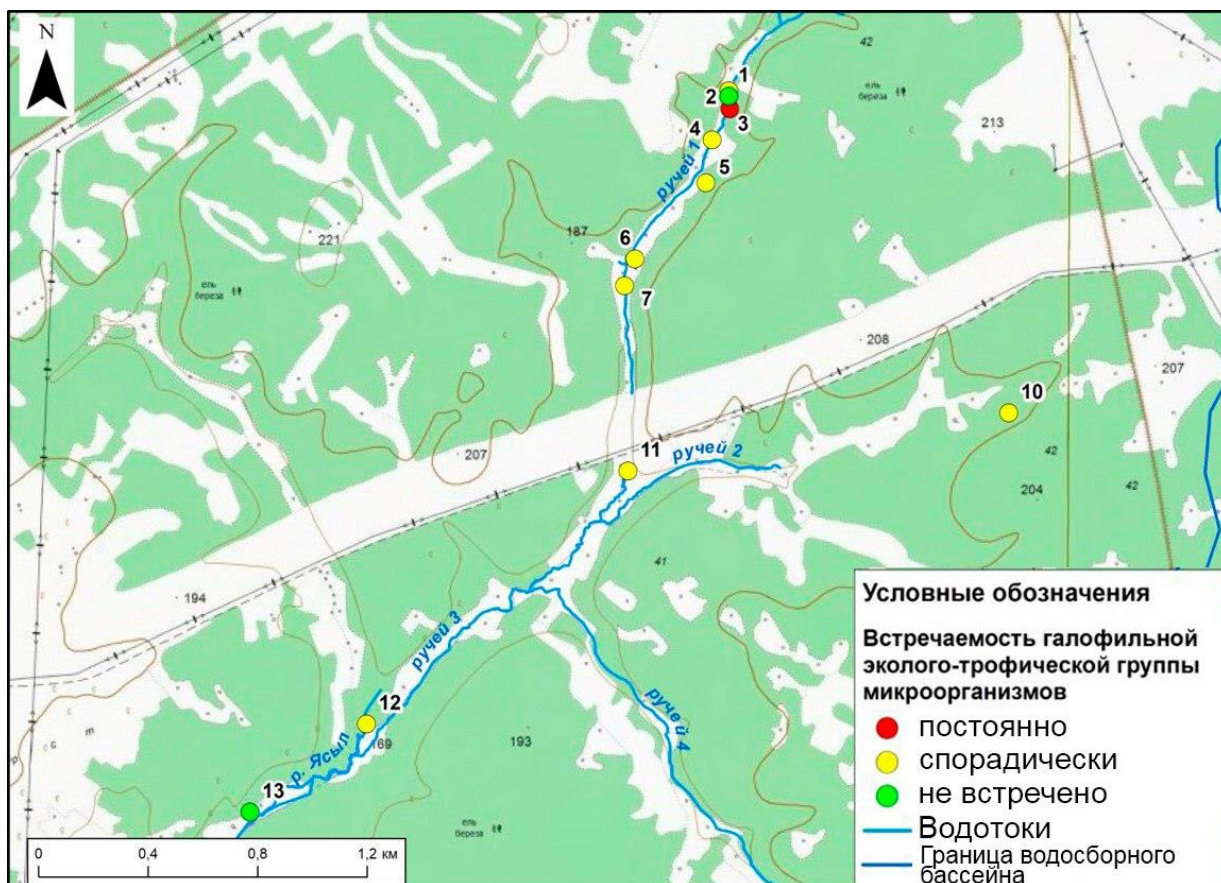 N
42
1
2
3
ель
береза
213
4
ручей 1
5
187
221
6
ель
береза
7
208
207
10
11
ручей 2
207
42
204
42
41
194
ручей 3
ручей 4
12
169
193
р. Ясыл
13
ель
береза
0
0,4
0,8
1,2 км
Условные обозначения
Встречаемость галофильной
эколого-трофической группы
микроорганизмов
постоянно
спорадически
не встречено
Водотоки
Граница водосборного
бассейна